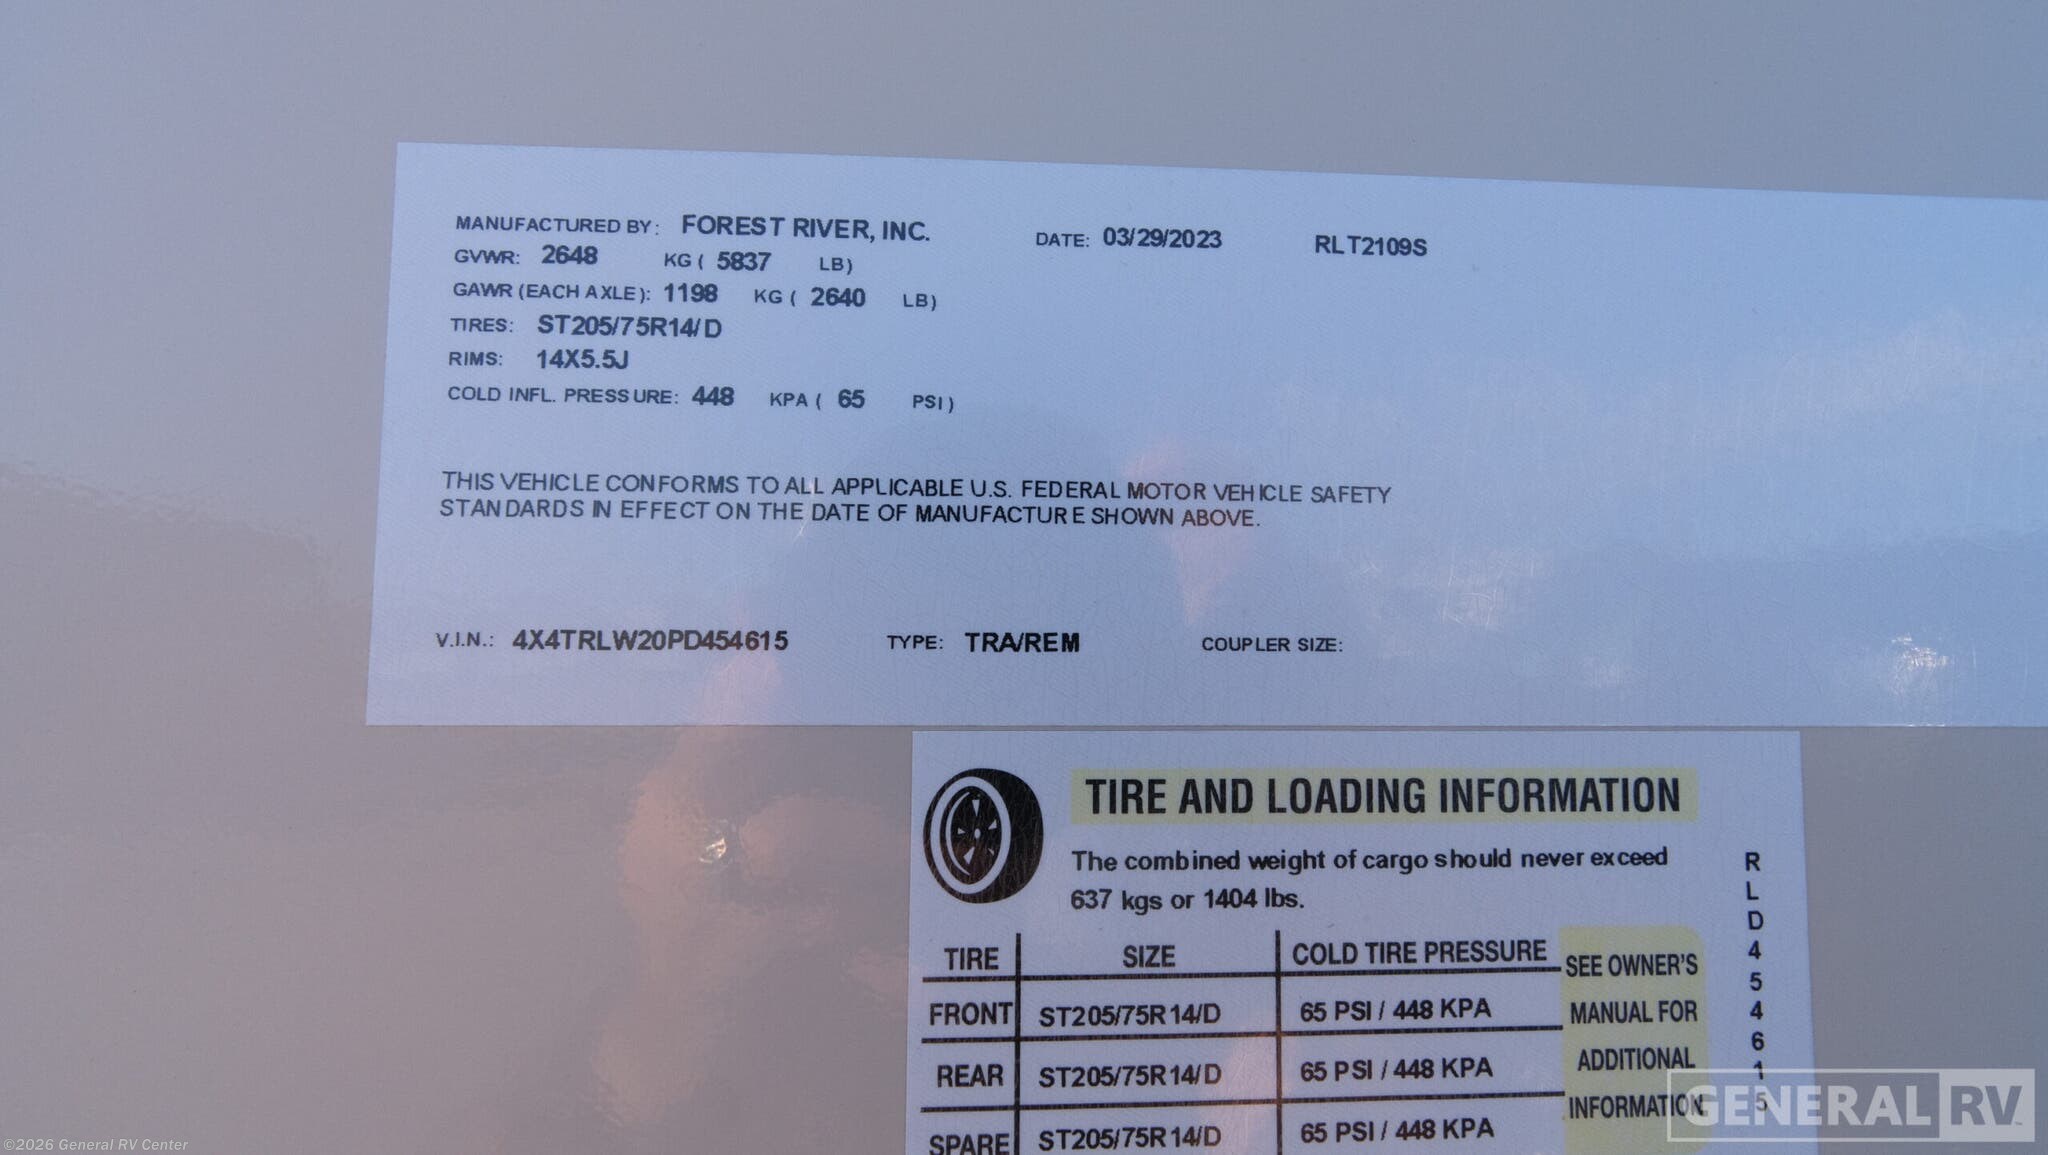 MANUFACTURED BY: FOREST RIVER, INC. DATE: 03/29/2023 RLT2109S
GVWR: 2648 KG ( 5837 LB)
GAWR (EACH AXLE): 1198 KG ( 2640 LB)
TIRES: ST205/75R14/D
RIMS: 14X5.5J
COLD INFL. PRESSURE: 448 KPA ( 65 PSI)
THIS VEHICLE CONFORMS TO ALL APPLICABLE U.S. FEDERAL MOTOR VEHICLE SAFETY
STANDARDS IN EFFECT ON THE DATE OF MANUFACTURE SHOWN ABOVE.
V.I.N.: 4X4TRLW20PD454615 TYPE: TRA/REM COUPLER SIZE:
TIRE AND LOADING INFORMATION
The combined weight of cargo should never exceed
637 kgs or 1404 lbs.
TIRE SIZE COLD TIRE PRESSURE
FRONT ST205/75R14/D 65 PSI / 448 KPA
REAR ST205/75R14/D 65 PSI / 448 KPA
SPARE ST205/75R14/D 65 PSI / 448 KPA
SEE OWNER'S
MANUAL FOR
ADDITIONAL
INFORMATION
RLD454615
GENERAL RV
©2026 General RV Center